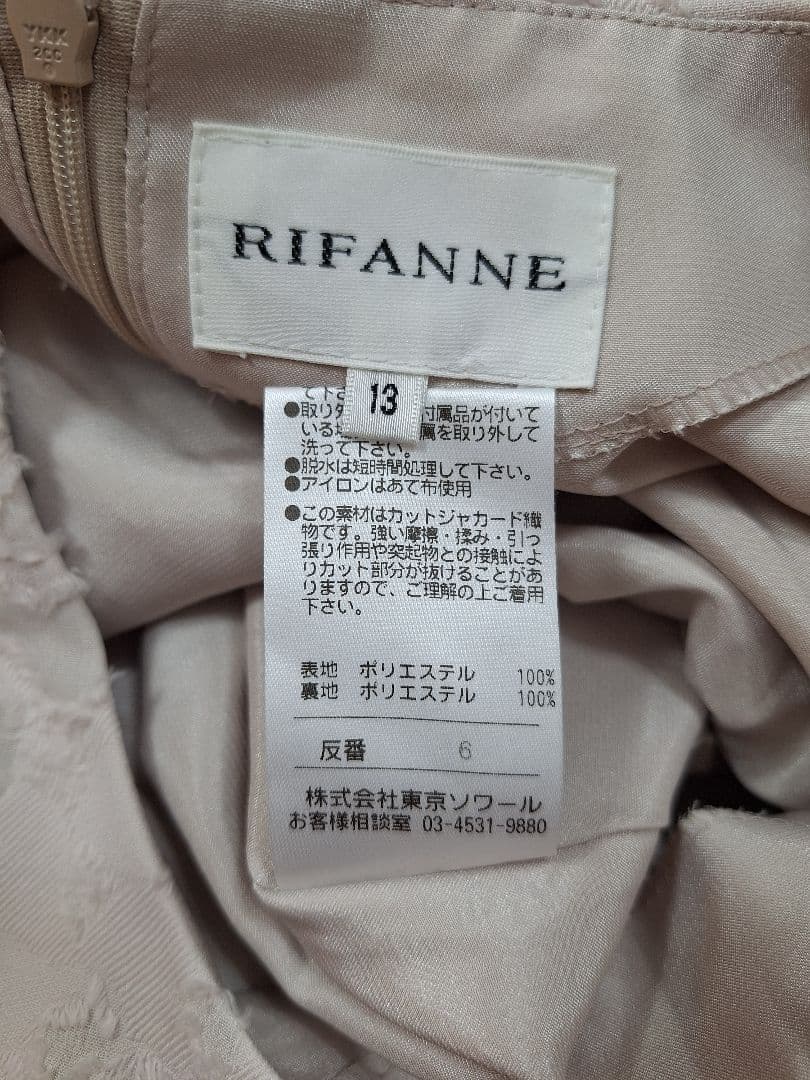 YKK
2CC
RIFANNE
13
●取り 付属品が付いて
いる 属を取り外して
洗って下さい。
●脱水は短時間処理して下さい。
●アイロンはあて布使用
●この素材はカットジャカード織
物です。強い摩擦・揉み・引っ
張り作用や突起物との接触によ
りカット部分が抜けることがあ
りますので、ご理解の上ご着用
下さい。
表地 ポリエステル 100%
裏地 ポリエステル 100%
反番 6
株式会社東京ソワール
お客様相談室 03-4531-9880